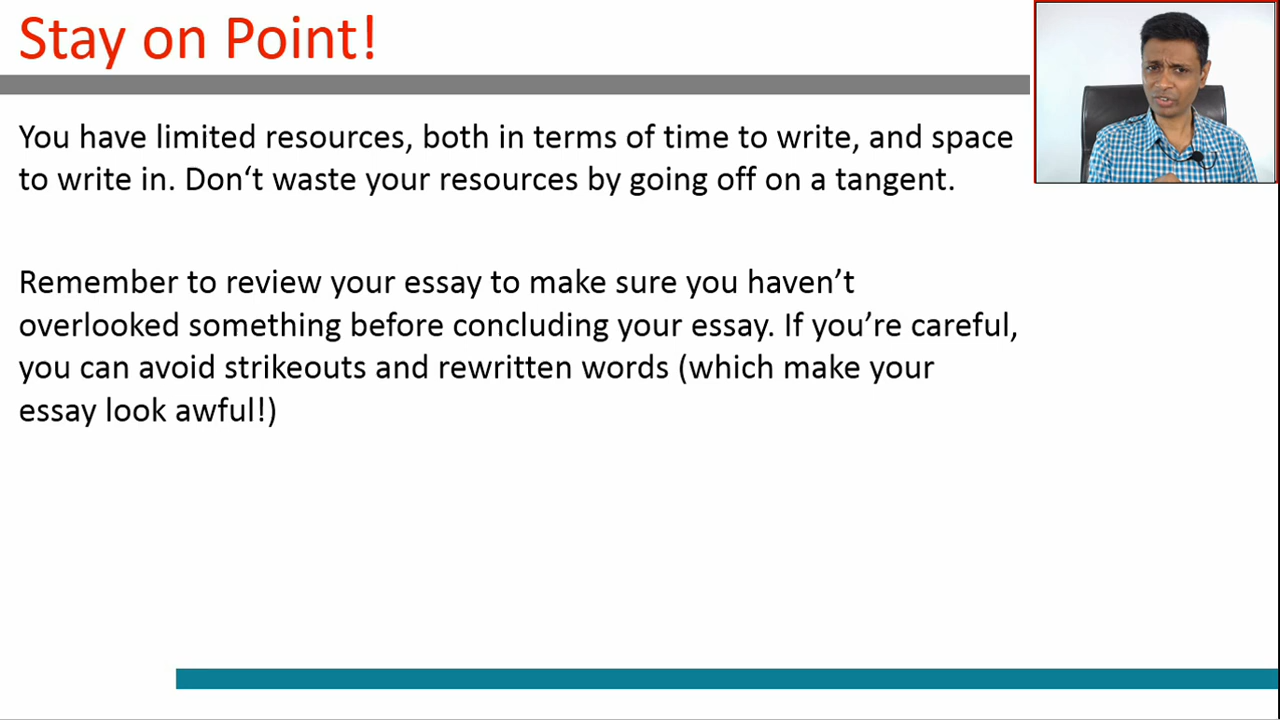 Stay on Point!
You have limited resources, both in terms of time to write, and space
to write in. Don‘t waste your resources by going off on a tangent.
Remember to review your essay to make sure you haven’t
overlooked something before concluding your essay. If you’re careful,
you can avoid strikeouts and rewritten words (which make your
essay look awful!)